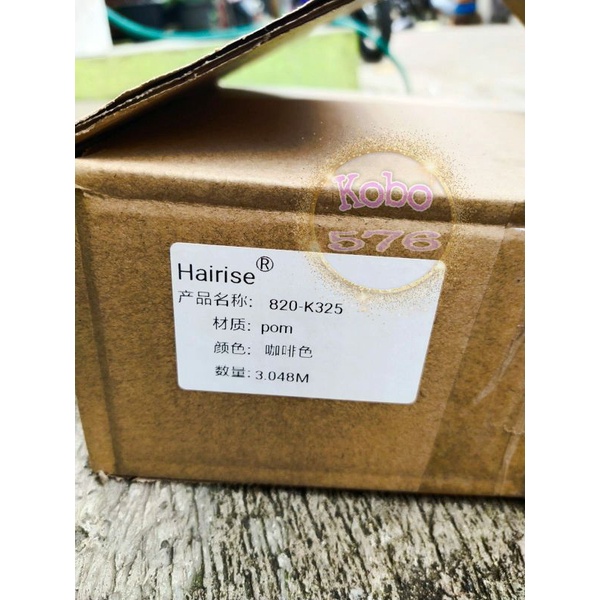 Kobo
576
Hairise®
产品名称: 820-K325
材质: pom
颜色: 咖啡色
数量: 3.048M